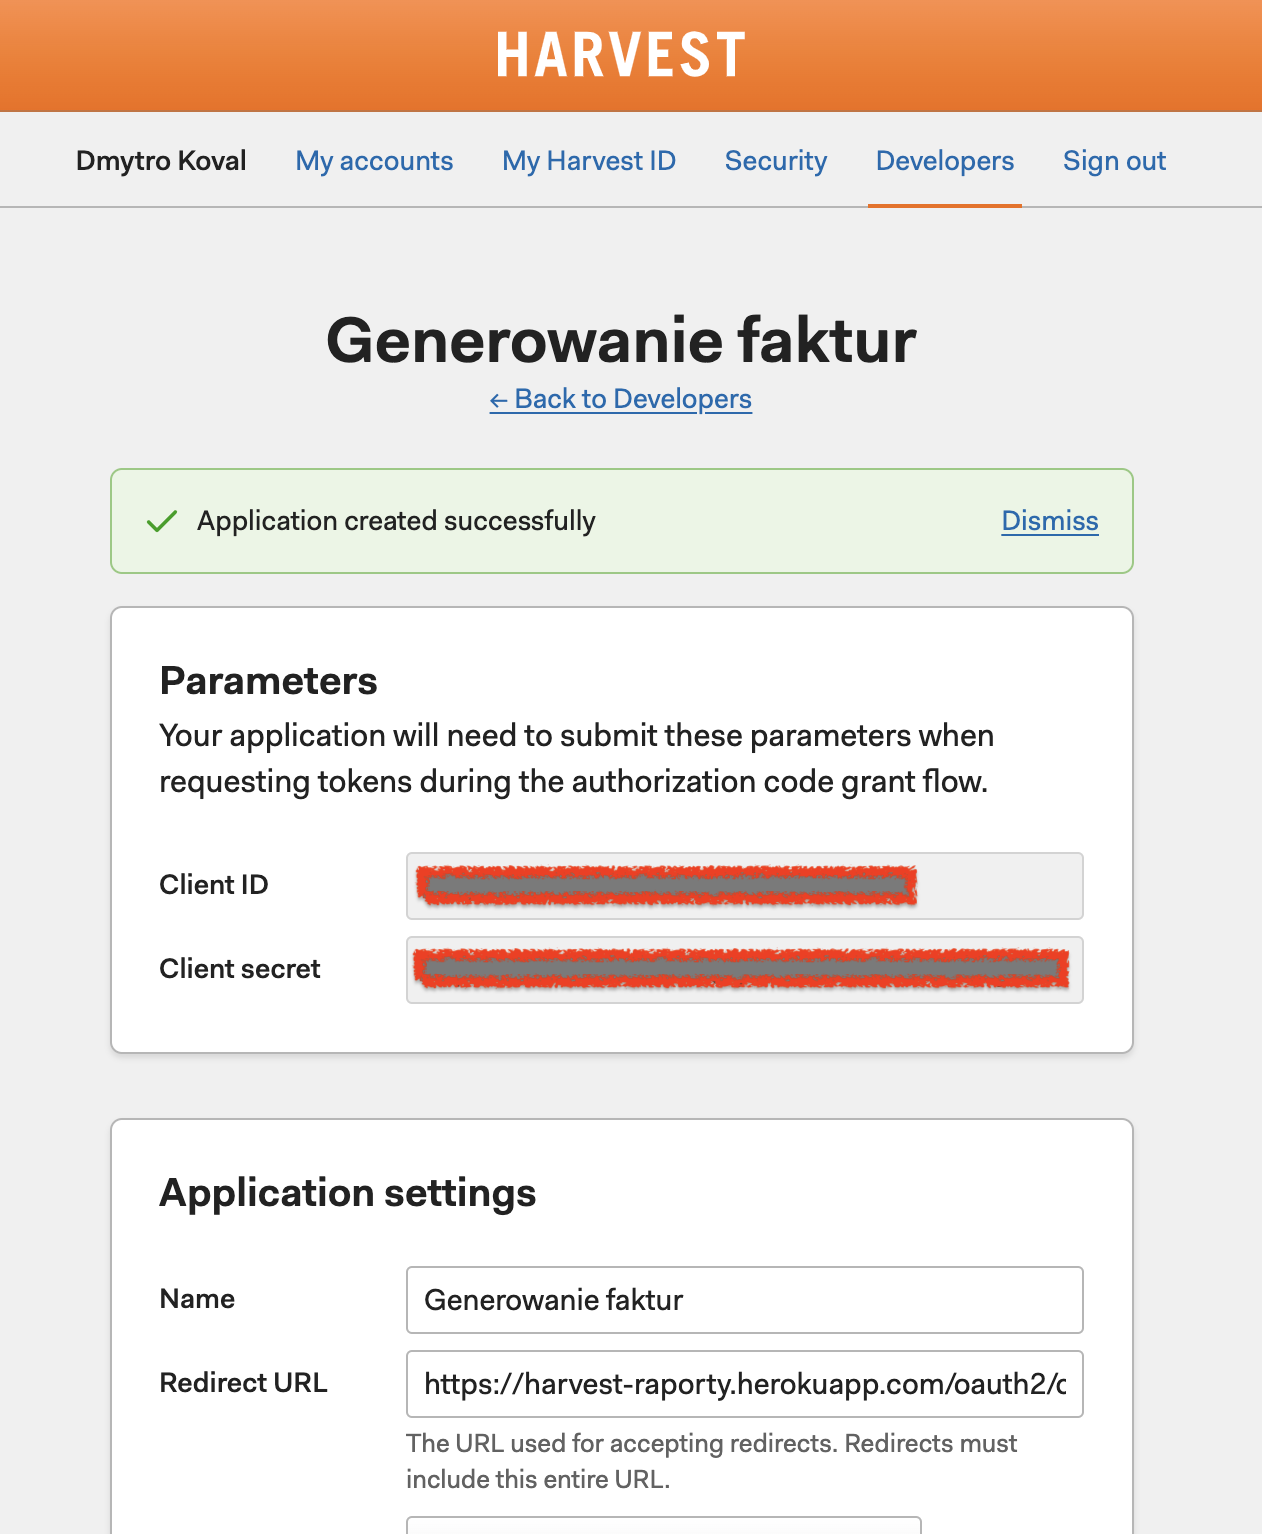 HARVEST
Dmytro Koval My accounts My Harvest ID Security Developers Sign out
Generowanie faktur
← Back to Developers
Application created successfully Dismiss
Parameters
Your application will need to submit these parameters when
requesting tokens during the authorization code grant flow.
Client ID
Client secret
Application settings
Name Generowanie faktur
Redirect URL https://harvest-raporty.herokuapp.com/oauth2/
The URL used for accepting redirects. Redirects must
include this entire URL.